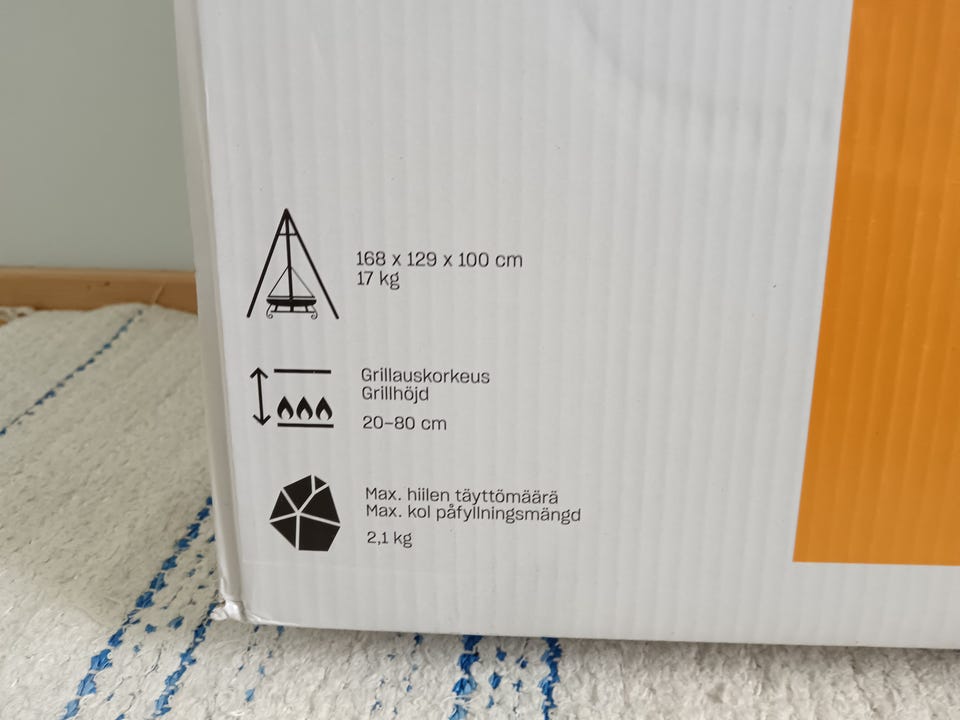 168 x 129 x 100 cm
17 kg
Grillauskorkeus
Grillhöjd
20–80 cm
Max. hiilen täyttömäärä
Max. kol påfyllningsmängd
2,1 kg